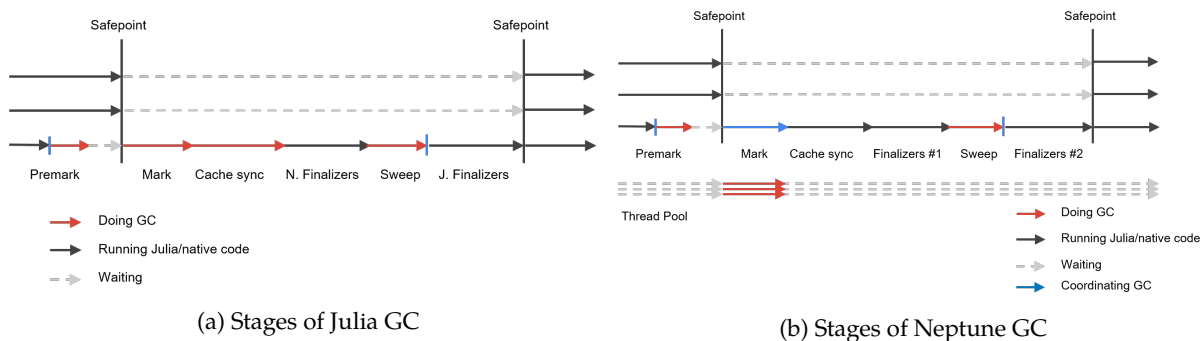 Safepoint
Safepoint
Premark
Mark
Cache sync
N. Finalizers
Sweep
J. Finalizers
Doing GC
Running Julia/native code
Waiting
(a) Stages of Julia GC
Safepoint
Safepoint
Premark
Mark
Cache sync
Finalizers #1
Sweep
Finalizers #2
Thread Pool
Doing GC
Running Julia/native code
Waiting
Coordinating GC
(b) Stages of Neptune GC